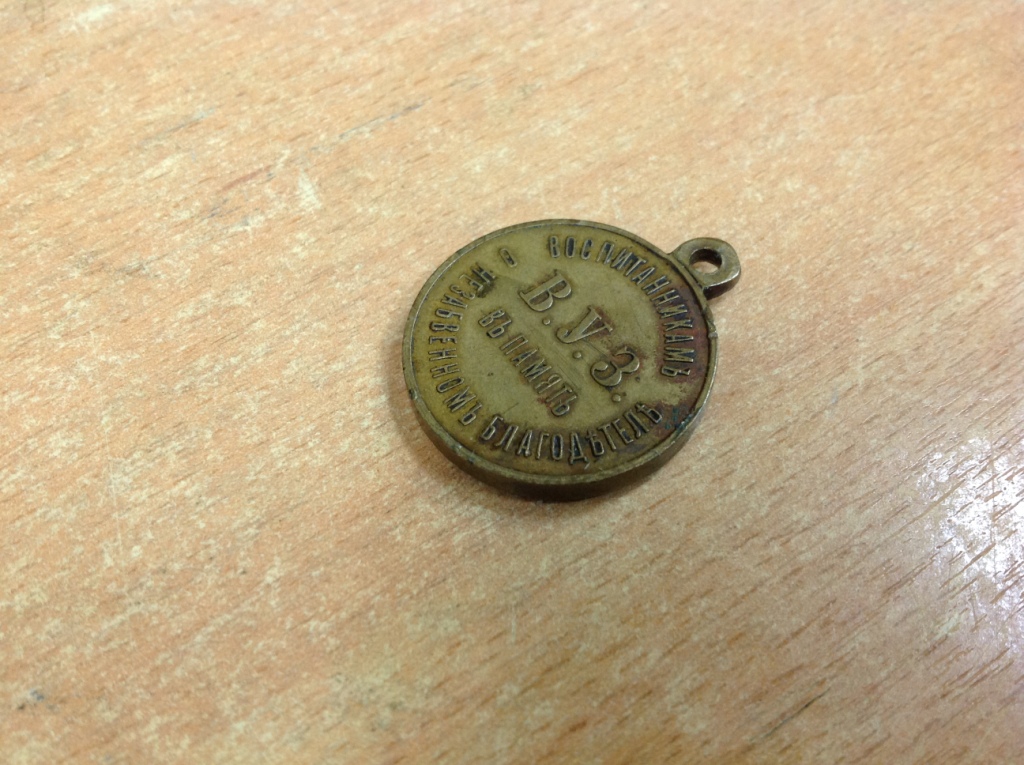 ВОСПИТАННИКАМЪ
В. У. З.
ВЪ ПАМЯТЬ
О НЕЗАБВЕННОМЪ БЛАГОДѢТЕЛѢ